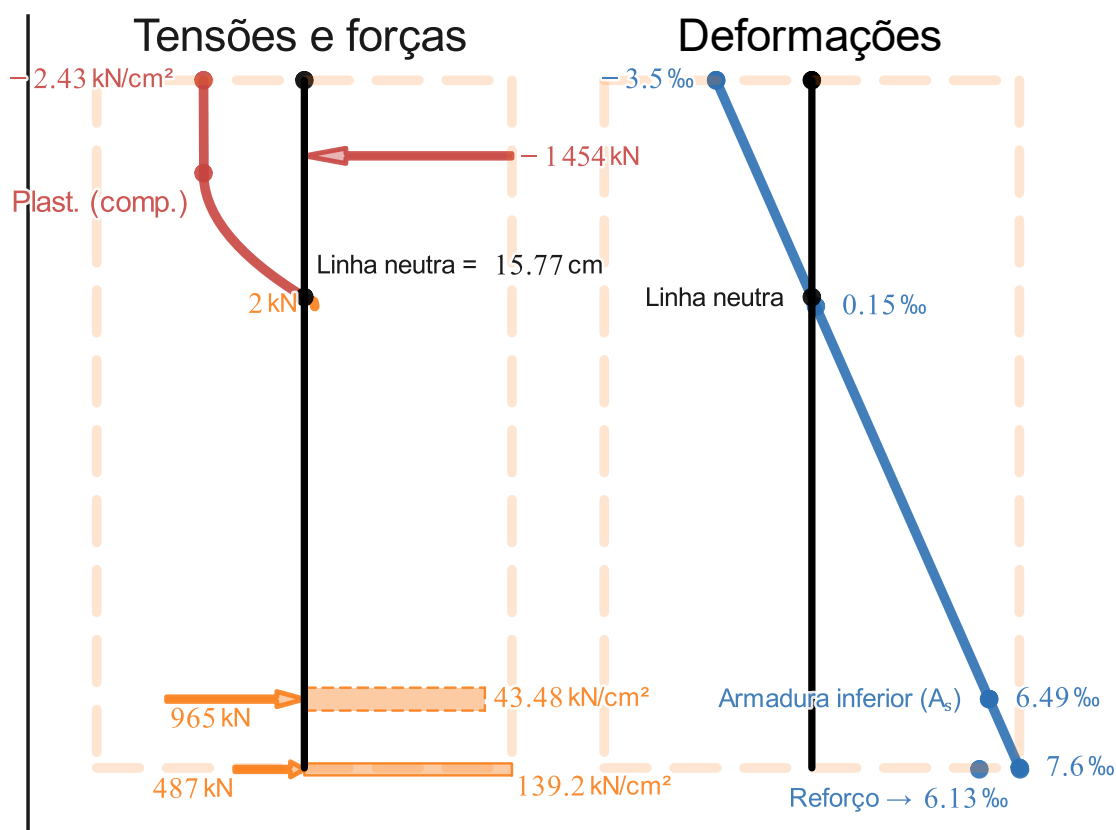 Tensões e forças
Deformações
−2.43 kN/cm²
−3.5 ‰
−1 454 kN
Plast. (comp.)
Linha neutra = 15.77 cm
2 kN
Linha neutra
0.15 ‰
43.48 kN/cm²
965 kN
Armadura inferior (Aₛ)
6.49 ‰
487 kN
139.2 kN/cm²
7.6 ‰
Reforço → 6.13 ‰